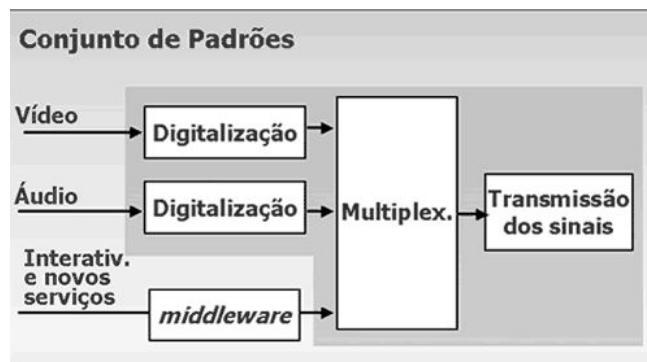 Conjunto de Padrões
Vídeo
Digitalização
Áudio
Digitalização
Multiplex.
Transmissão
dos sinais
Interativ.
e novos
serviços
middleware